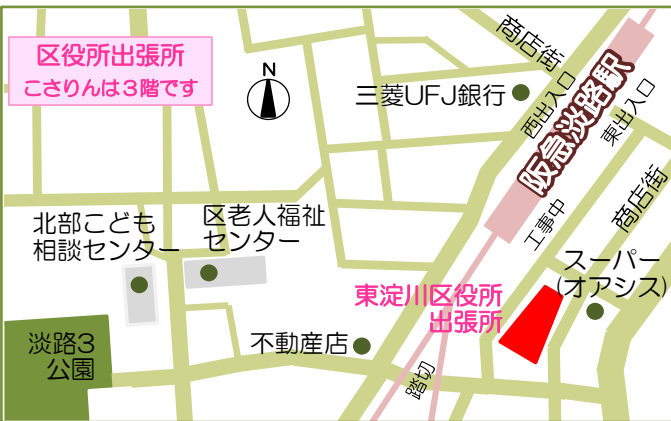 区役所出張所
こさりんは3階です
N
商店街
三菱UFJ銀行
西出入口
阪急淡路駅
東出入口
商店街
工事中
北部こども
相談センター
区老人福祉
センター
スーパー
(オアシス)
東淀川区役所
出張所
淡路3
公園
不動産店
踏切